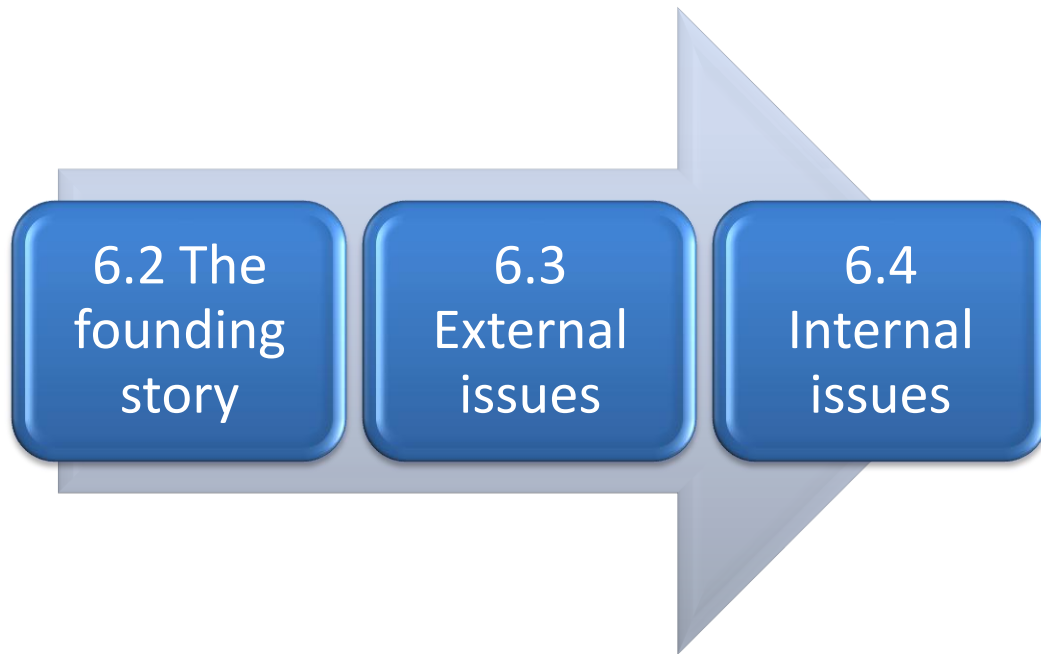 6.2 The
founding
story
6.3
External
issues
6.4
Internal
issues